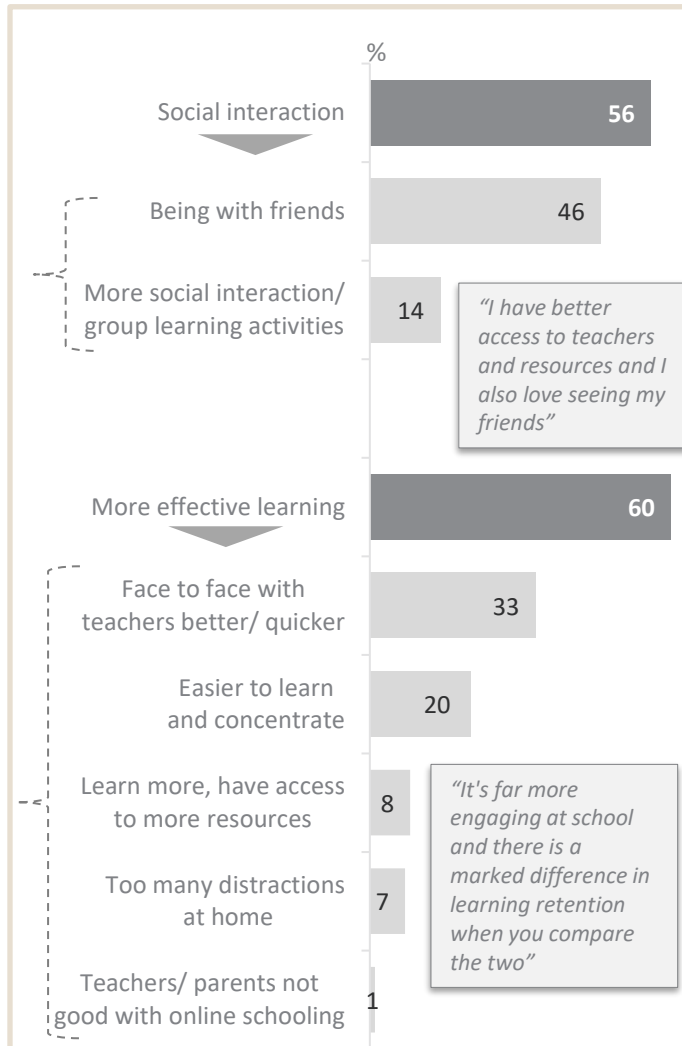 %
Social interaction
56
Being with friends
46
More social interaction/
group learning activities
14
“I have better
access to teachers
and resources and I
also love seeing my
friends”
More effective learning
60
Face to face with
teachers better/ quicker
33
Easier to learn
and concentrate
20
Learn more, have access
to more resources
8
“It's far more
engaging at school
and there is a
marked difference in
learning retention
when you compare
the two”
Too many distractions
at home
7
Teachers/ parents not
good with online schooling
1